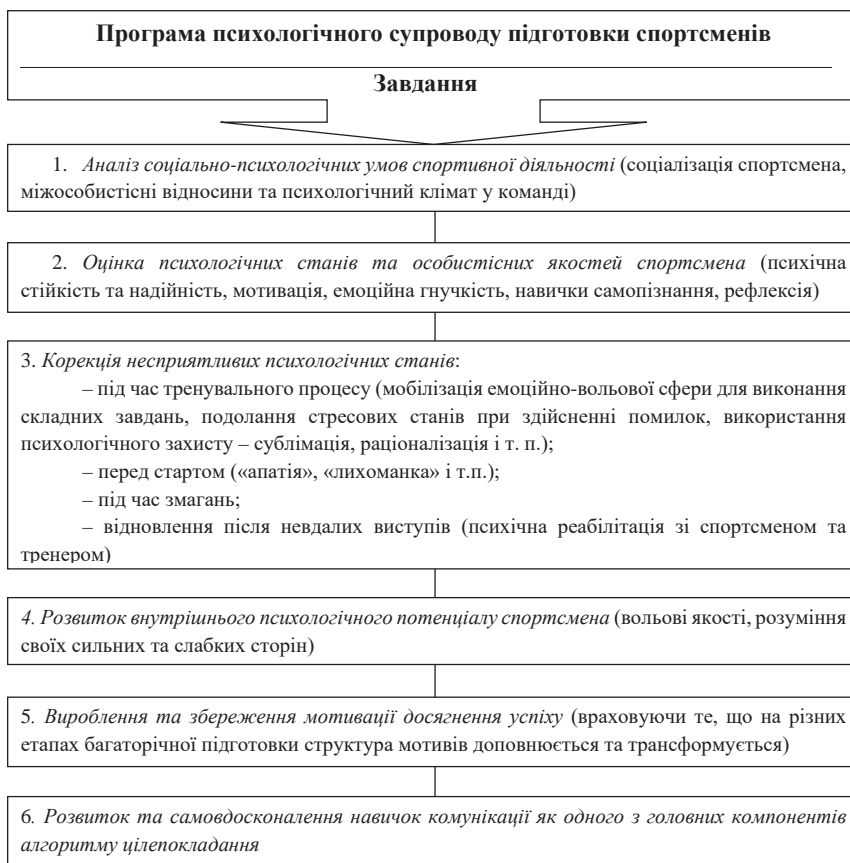 Програма психологічного супроводу підготовки спортсменів
Завдання
1. Аналіз соціально-психологічних умов спортивної діяльності (соціалізація спортсмена,
міжособистісні відносини та психологічний клімат у команді)
2. Оцінка психологічних станів та особистісних якостей спортсмена (психічна
стійкість та надійність, мотивація, емоційна гнучкість, навички самопізнання, рефлексія)
3. Корекція несприятливих психологічних станів:
– під час тренувального процесу (мобілізація емоційно-вольової сфери для виконання
складних завдань, подолання стресових станів при здійсненні помилок, використання
психологічного захисту – сублімація, раціоналізація і т. п.);
– перед стартом («апатія», «лихоманка» і т.п.);
– під час змагань;
– відновлення після невдалих виступів (психічна реабілітація зі спортсменом та
тренером)
4. Розвиток внутрішнього психологічного потенціалу спортсмена (вольові якості, розуміння
своїх сильних та слабких сторін)
5. Вироблення та збереження мотивації досягнення успіху (враховуючи те, що на різних
етапах багаторічної підготовки структура мотивів доповнюється та трансформується)
6. Розвиток та самовдосконалення навичок комунікації як одного з головних компонентів
алгоритму цілепокладання